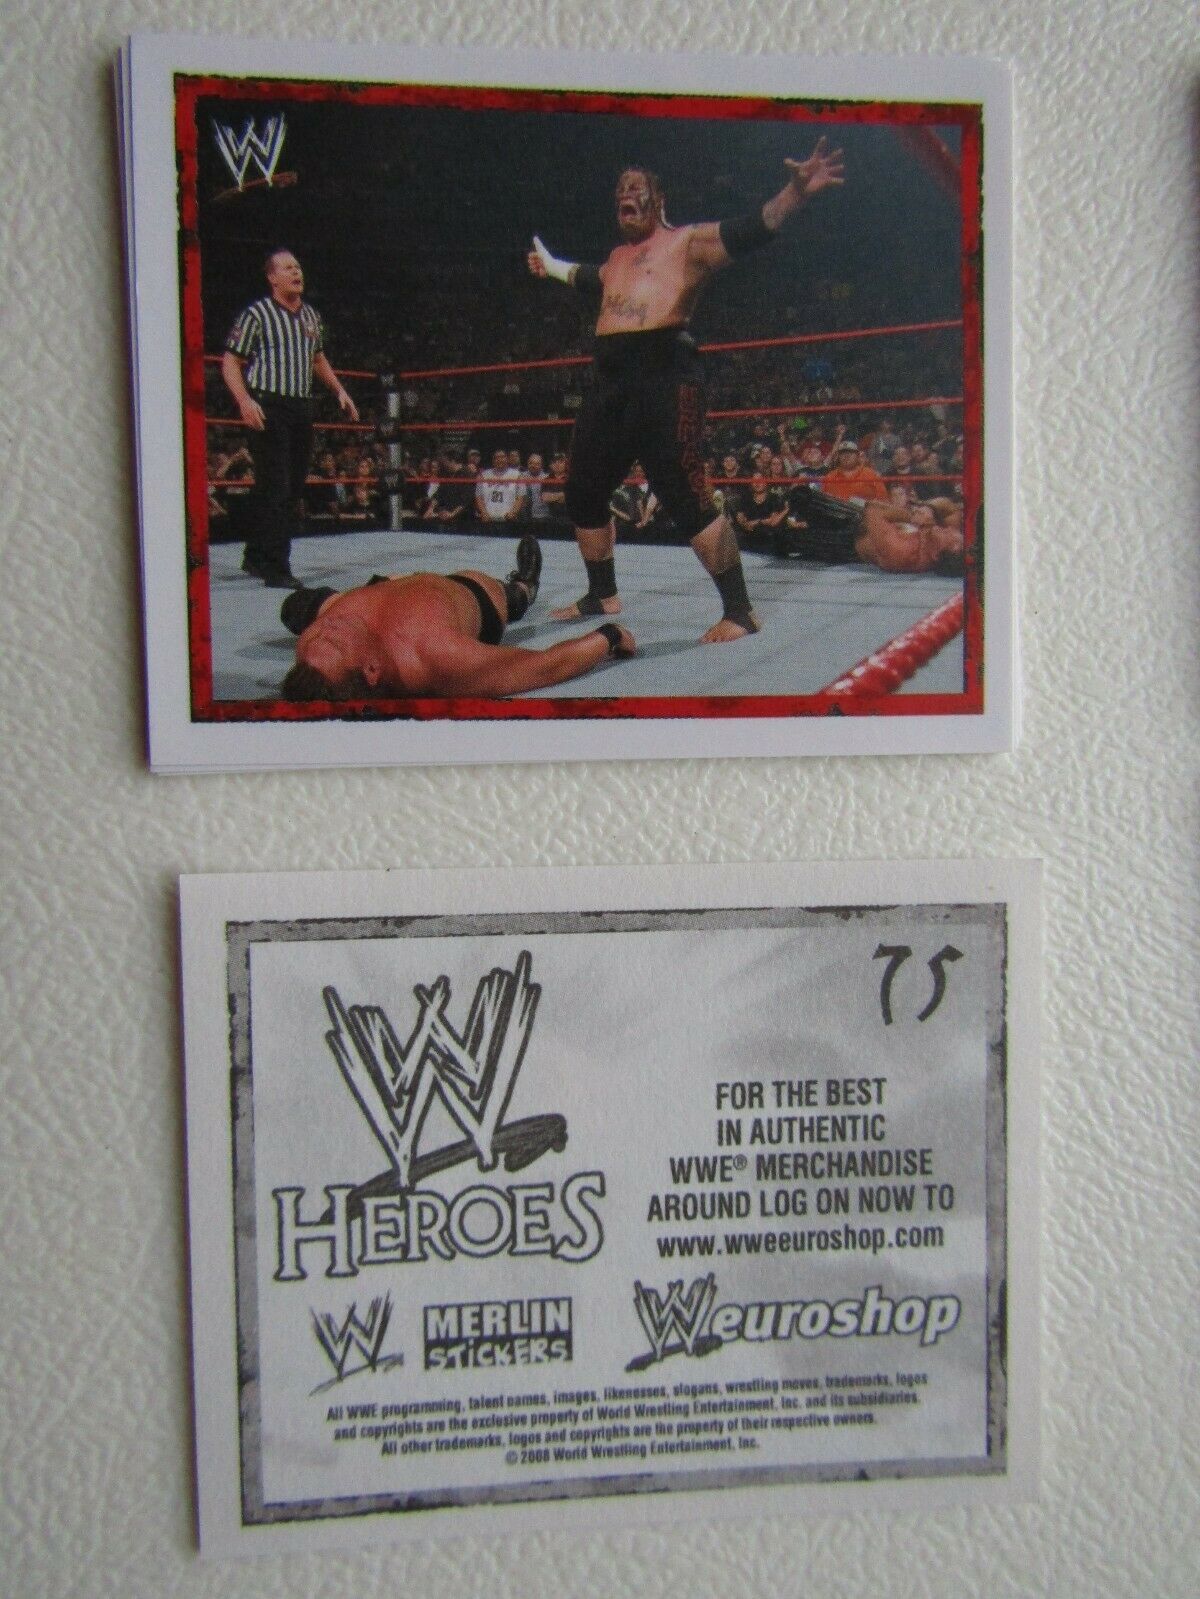 W
75
W
HEROES
FOR THE BEST
IN AUTHENTIC
WWE® MERCHANDISE
AROUND LOG ON NOW TO
www.wweeuroshop.com
W
MERLIN
STICKERS
W euroshop
All WWE programming, talent names, images, likenesses, slogans, wrestling moves, trademarks, logos
and copyrights are the exclusive property of World Wrestling Entertainment, Inc. and its subsidiaries.
All other trademarks, logos and copyrights are the property of their respective owners.
© 2008 World Wrestling Entertainment, Inc.